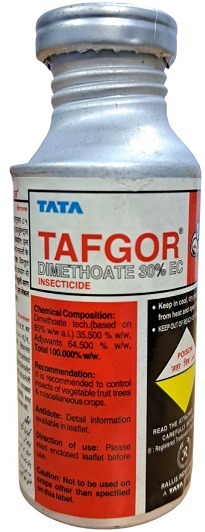 TATA
TAFGOR®
DIMETHOATE 30% EC
INSECTICIDE
Chemical Composition:
Dimethoate tech.(based on
85% w/w a.i.) 35.500 % w/w,
Adjuvants 64.500 % w/w,
Total 100.000% w/w.
Recommendation:
It is recommended to control
insects of vegetable fruit trees
& miscellaneous crops.
Antidote: Detail information
available in leaflet.
Direction of use: Please
read enclosed leaflet before
use.
Caution: Not to be used on
crops other than specified
on this label.
• Keep in cool, dry
from heat and open
• KEEP OUT OF REACH
POISON
READ THE
CAREFULLY
® : Registered
RALLIS
A TATA